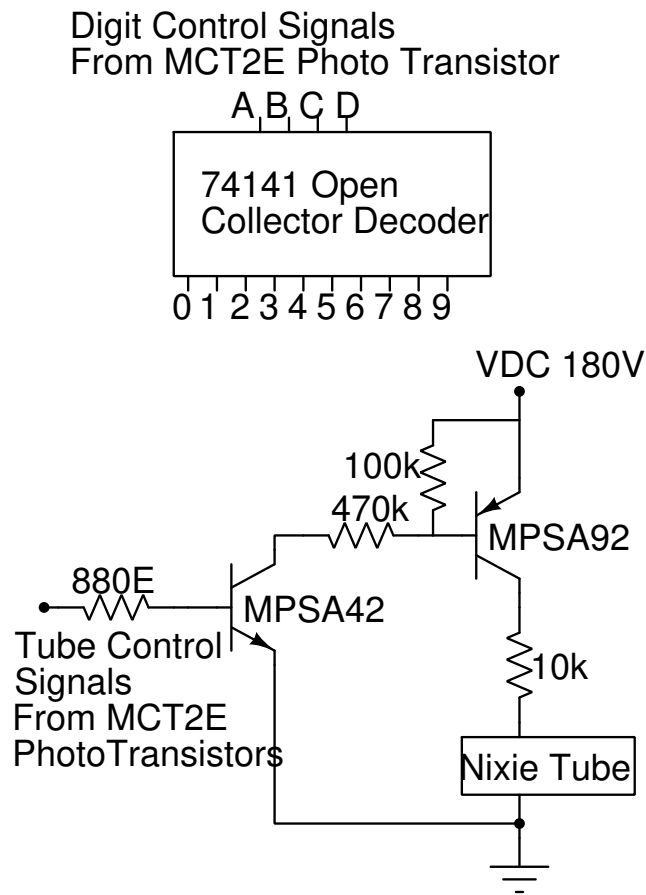 Digit Control Signals
From MCT2E Photo Transistor
A B C D
74141 Open
Collector Decoder
0 1 2 3 4 5 6 7 8 9
VDC 180V
100k
470k
MPSA92
880E
MPSA42
Tube Control
Signals
From MCT2E
PhotoTransistors
10k
Nixie Tube